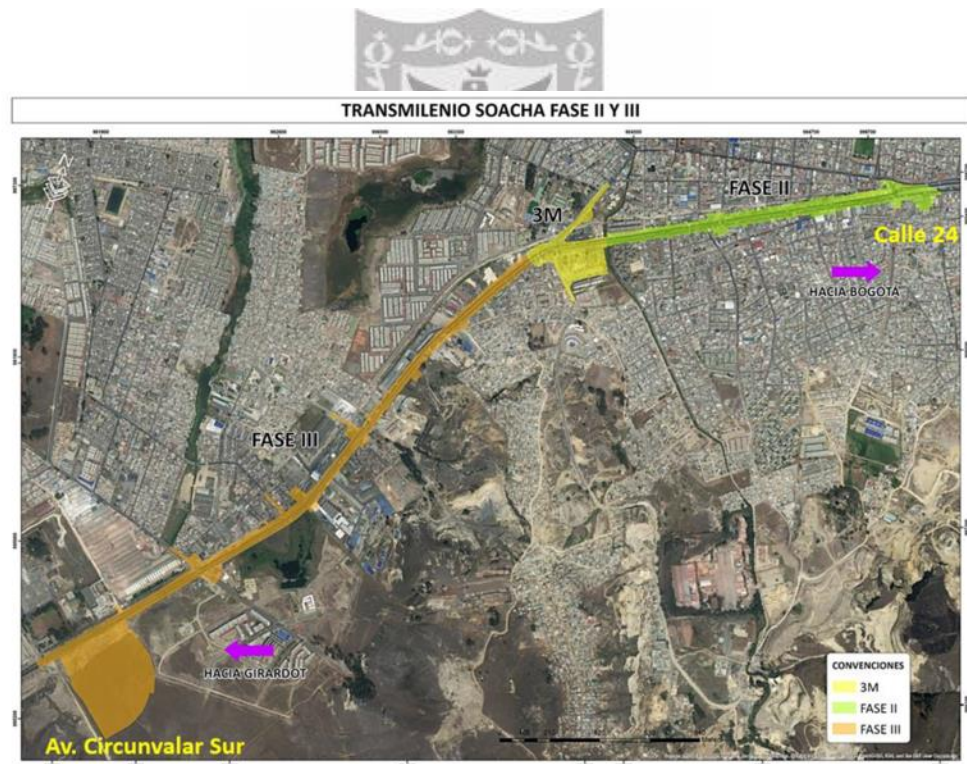 TRANSMILENIO SOACHA FASE II Y III
N
FASE II
3M
Calle 24
HACIA BOGOTÁ
FASE III
HACIA GIRARDOT
Av. Circunvalar Sur
CONVENCIONES
3M
FASE II
FASE III